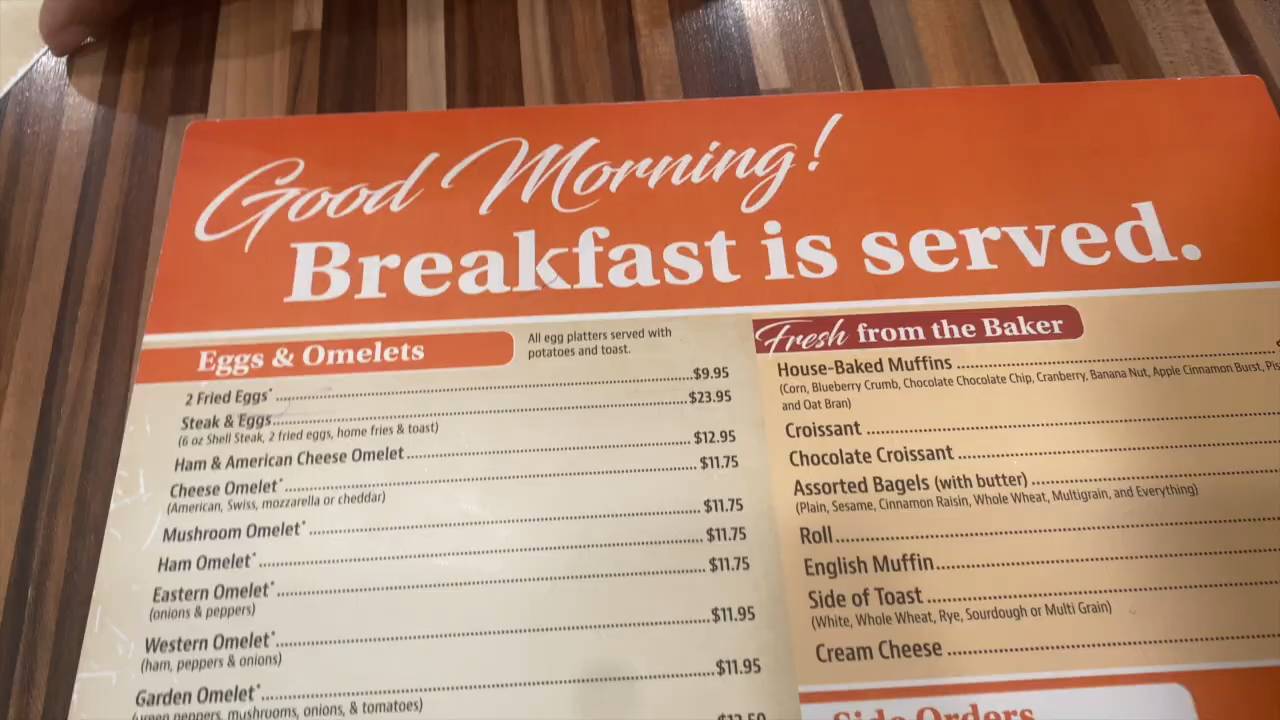 Good Morning!
Breakfast is served.
Eggs & Omelets
All egg platters served with
potatoes and toast.
2 Fried Eggs* $9.95
Steak & Eggs $23.95
(6 oz Shell Steak, 2 fried eggs, home fries & toast)
Ham & American Cheese Omelet $12.95
Cheese Omelet* $11.75
(American, Swiss, mozzarella or cheddar)
Mushroom Omelet* $11.75
Ham Omelet* $11.75
Eastern Omelet* $11.75
(onions & peppers)
Western Omelet* $11.95
(ham, peppers & onions)
Garden Omelet* $11.95
(green peppers, mushrooms, onions, & tomatoes)
Fresh from the Baker
House-Baked Muffins
(Corn, Blueberry Crumb, Chocolate Chocolate Chip, Cranberry, Banana Nut, Apple Cinnamon Burst,
and Oat Bran)
Croissant
Chocolate Croissant
Assorted Bagels (with butter)
(Plain, Sesame, Cinnamon Raisin, Whole Wheat, Multigrain, and Everything)
Roll
English Muffin
Side of Toast
(White, Whole Wheat, Rye, Sourdough or Multi Grain)
Cream Cheese
Side Orders